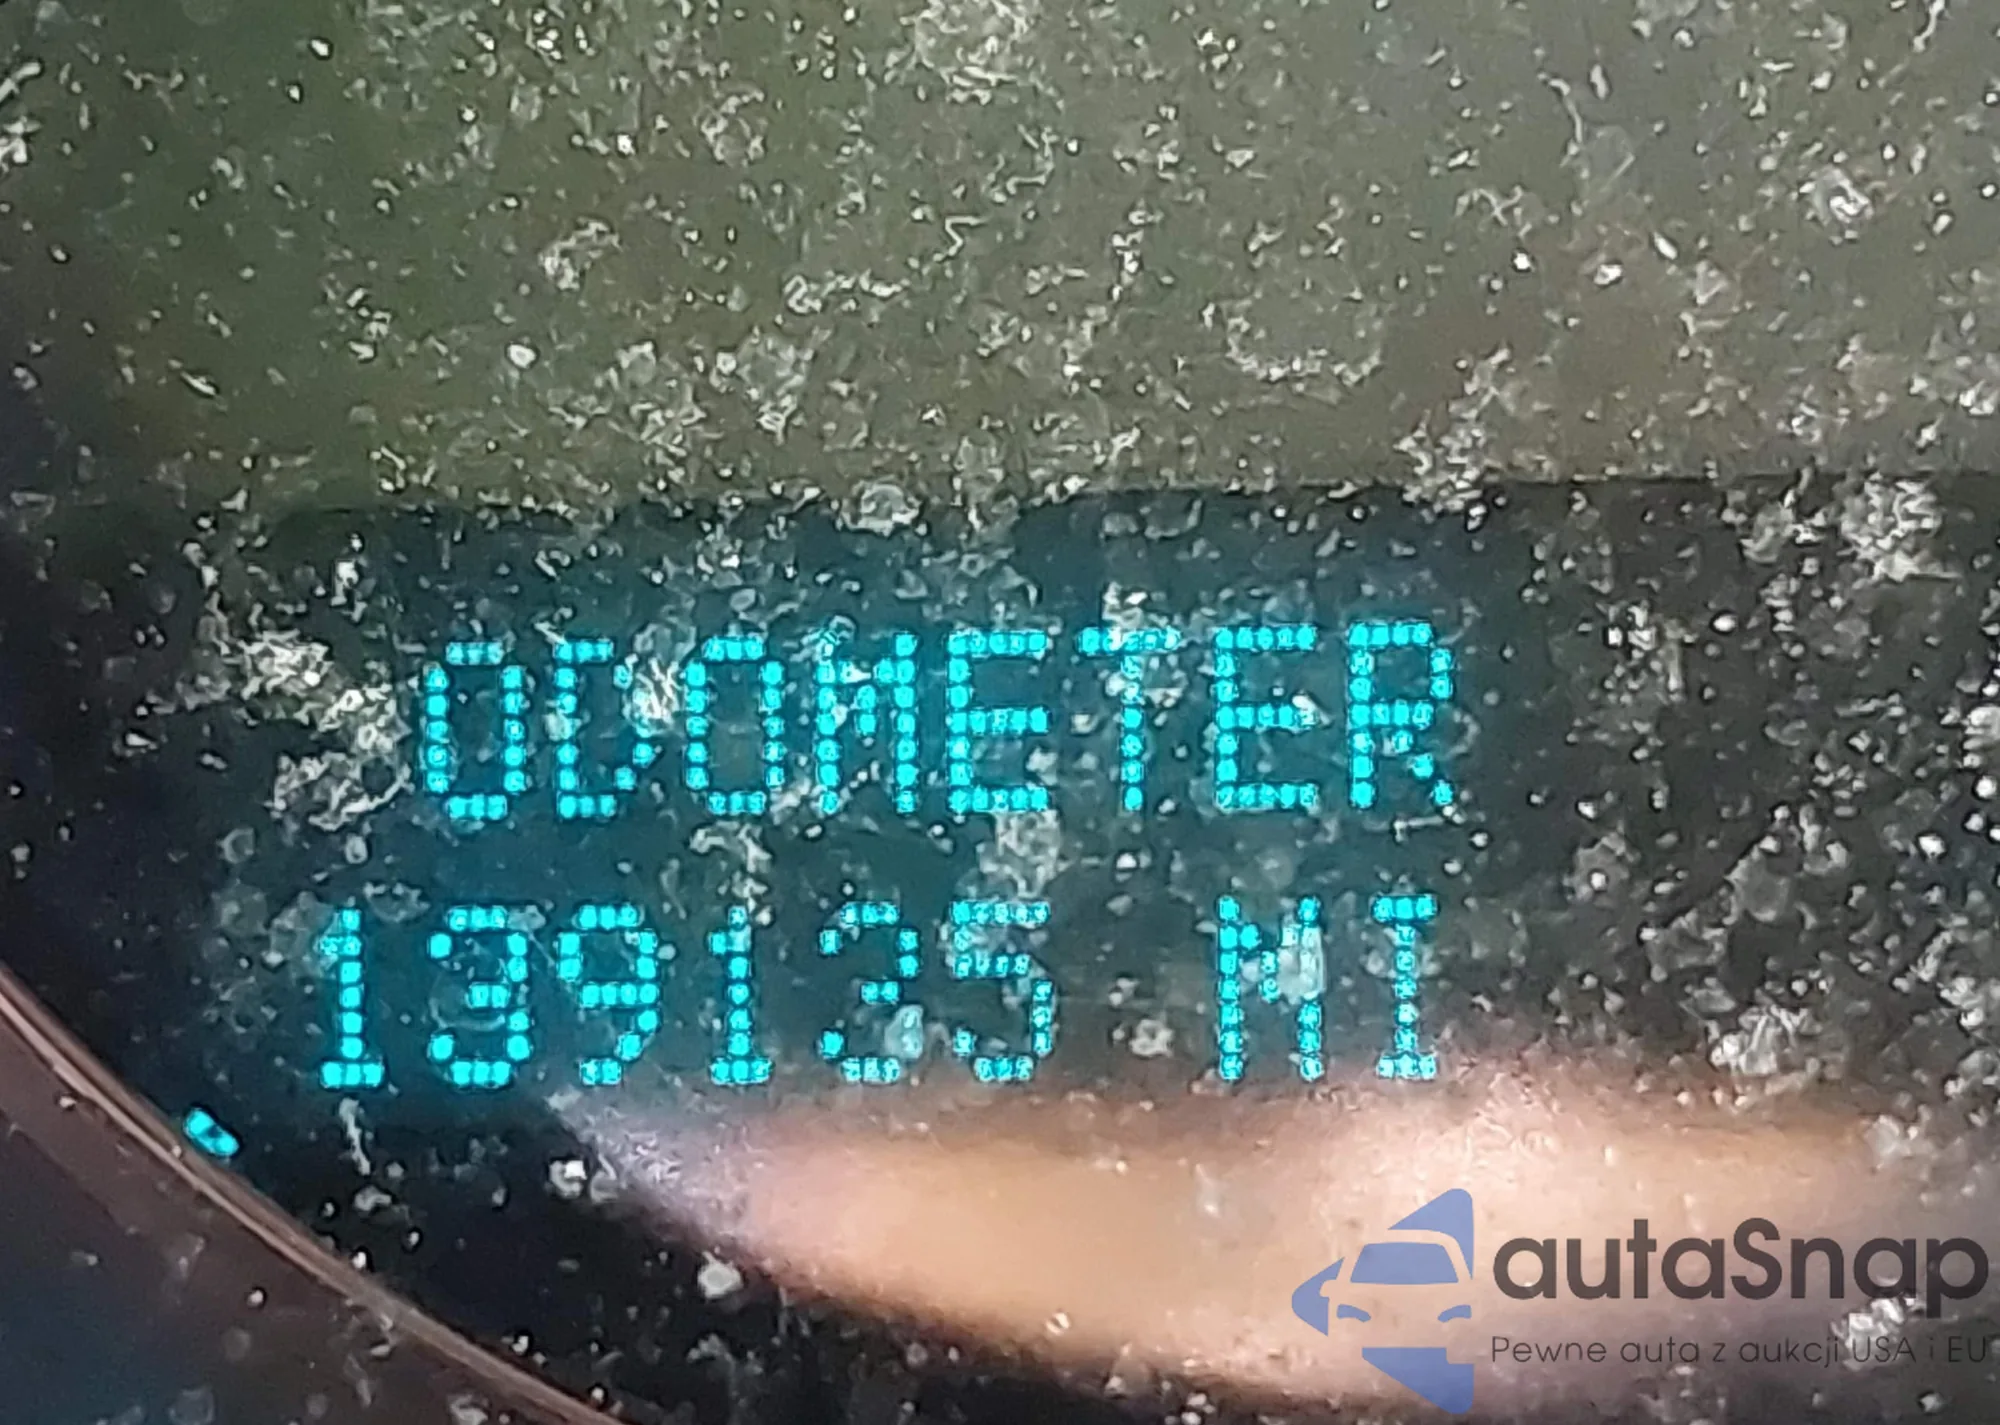 ODOMETER
139135 MI
autaSnap
Pewne auta z aukcji USA i EU